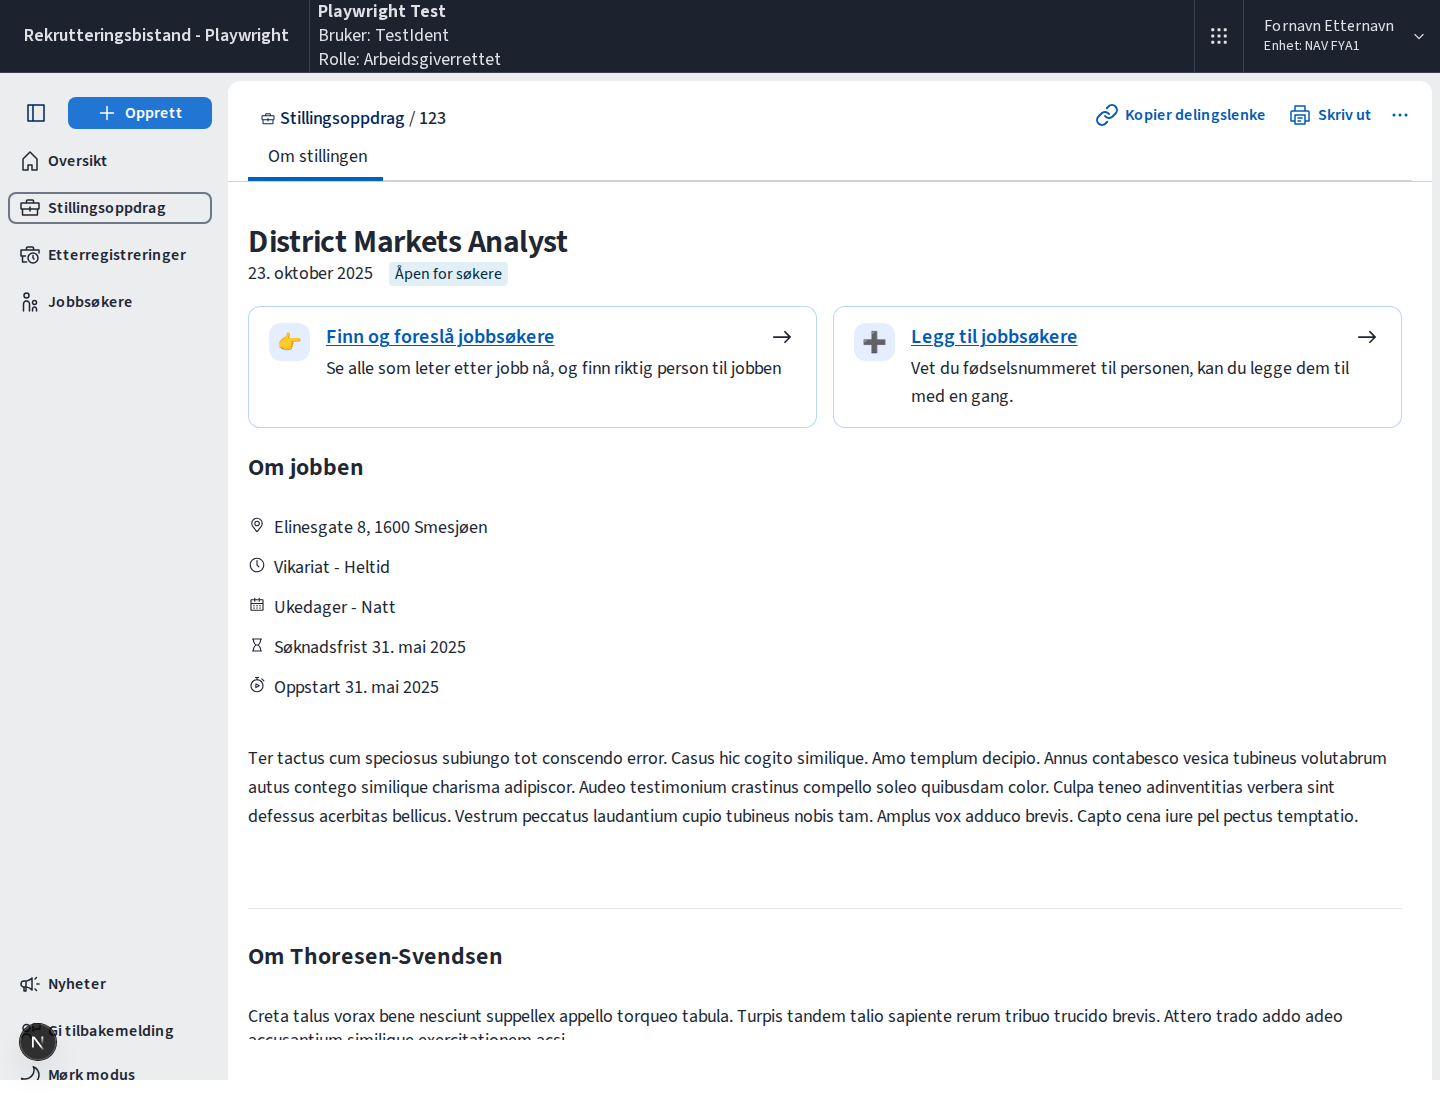 Rekrutteringsbistand - Playwright
Playwright Test
Bruker: TestIdent
Rolle: Arbeidsgiverrettet
Fornavn Etternavn
Enhet: NAV FYA1
Opprett
Oversikt
Stillingsoppdrag
Etterregistreringer
Jobbsøkere
Stillingsoppdrag / 123
Kopier delingslenke
Skriv ut
Om stillingen
District Markets Analyst
23. oktober 2025
Åpen for søkere
Finn og foreslå jobbsøkere
Se alle som leter etter jobb nå, og finn riktig person til jobben
Legg til jobbsøkere
Vet du fødselsnummeret til personen, kan du legge dem til
med en gang.
Om jobben
Elinesgate 8, 1600 Smesjøen
Vikariat - Heltid
Ukedager - Natt
Søknadsfrist 31. mai 2025
Oppstart 31. mai 2025
Ter tactus cum speciosus subiungo tot conscendo error. Casus hic cogito similique. Amo templum decipio. Annus contabesco vesica tubineus volutabrum
autus contego similique charisma adipiscor. Audeo testimonium crastinus compello soleo quibusdam color. Culpa teneo adinventitias verbera sint
defessus acerbitas bellicus. Vestrum peccatus laudantium cupio tubineus nobis tam. Amplus vox adduco brevis. Capto cena iure pel pectus temptatio.
Om Thoresen-Svendsen
Creta talus vorax bene nesciunt suppellex appello torqueo tabula. Turpis tandem talio sapiente rerum tribuo trucido brevis. Attero trado addo adeo
accusantium similique exercitationem acsi.
Nyheter
Gi tilbakemelding
N
Mørk modus